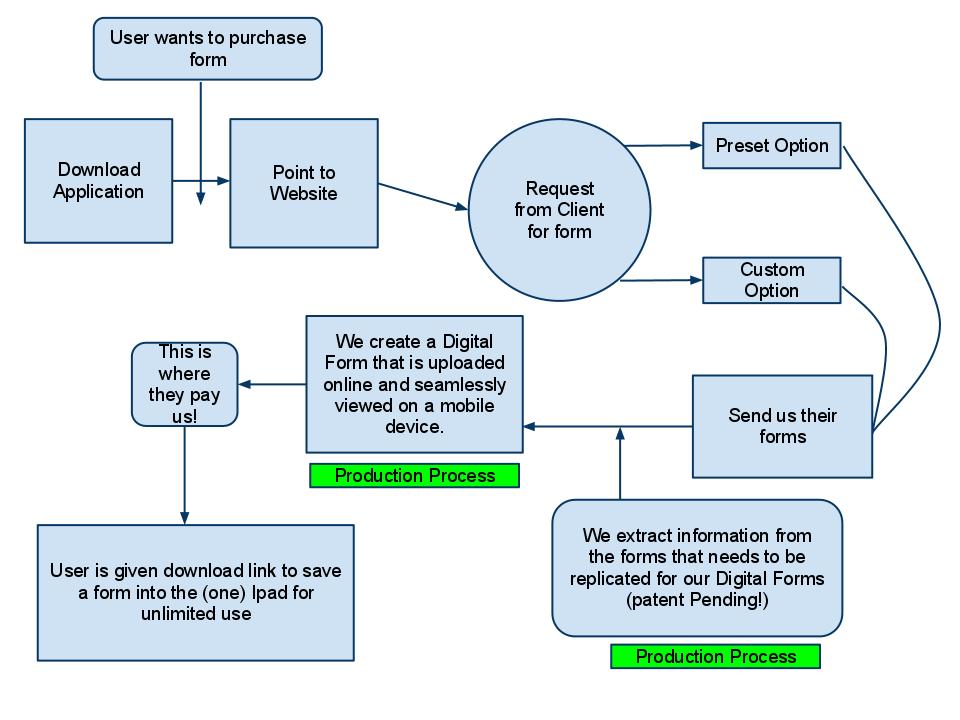 User wants to purchase
form
Download
Application
Point to
Website
Request
from Client
for form
Preset Option
Custom
Option
Send us their
forms
We create a Digital
Form that is uploaded
online and seamlessly
viewed on a mobile
device.
Production Process
This is
where
they pay
us!
We extract information from
the forms that needs to be
replicated for our Digital Forms
(patent Pending!)
Production Process
User is given download link to save
a form into the (one) Ipad for
unlimited use